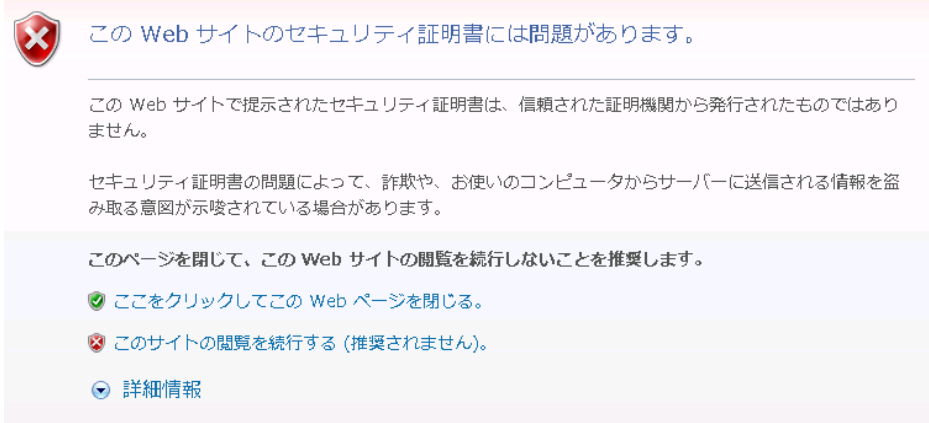 この Web サイトのセキュリティ証明書には問題があります。
この Web サイトで提示されたセキュリティ証明書は、信頼された証明機関から発行されたものではあり
ません。
セキュリティ証明書の問題によって、詐欺や、お使いのコンピュータからサーバーに送信される情報を盗
み取る意図が示唆されている場合があります。
このページを閉じて、この Web サイトの閲覧を続行しないことを推奨します。
ここをクリックしてこの Web ページを閉じる。
このサイトの閲覧を続行する (推奨されません)。
詳細情報